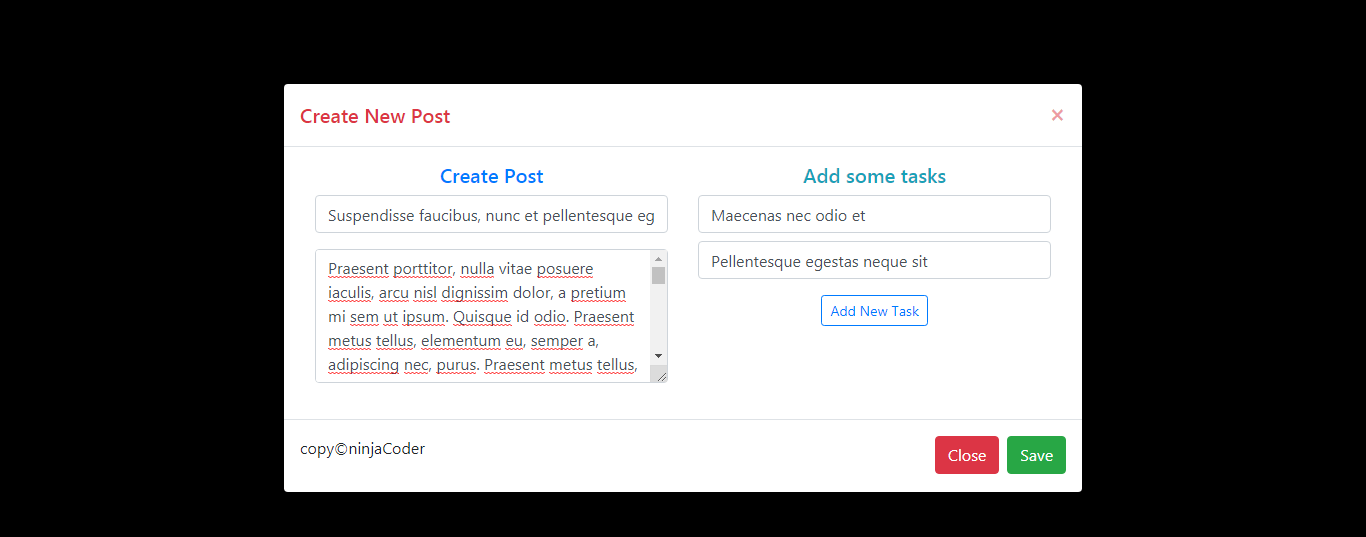 Create New Post
×
Create Post
Suspendisse faucibus, nunc et pellentesque eg
Praesent porttitor, nulla vitae posuere
iaculis, arcu nisl dignissim dolor, a pretium
mi sem ut ipsum. Quisque id odio. Praesent
metus tellus, elementum eu, semper a,
adipiscing nec, purus. Praesent metus tellus,
Add some tasks
Maecenas nec odio et
Pellentesque egestas neque sit
Add New Task
copy©ninjaCoder
Close
Save